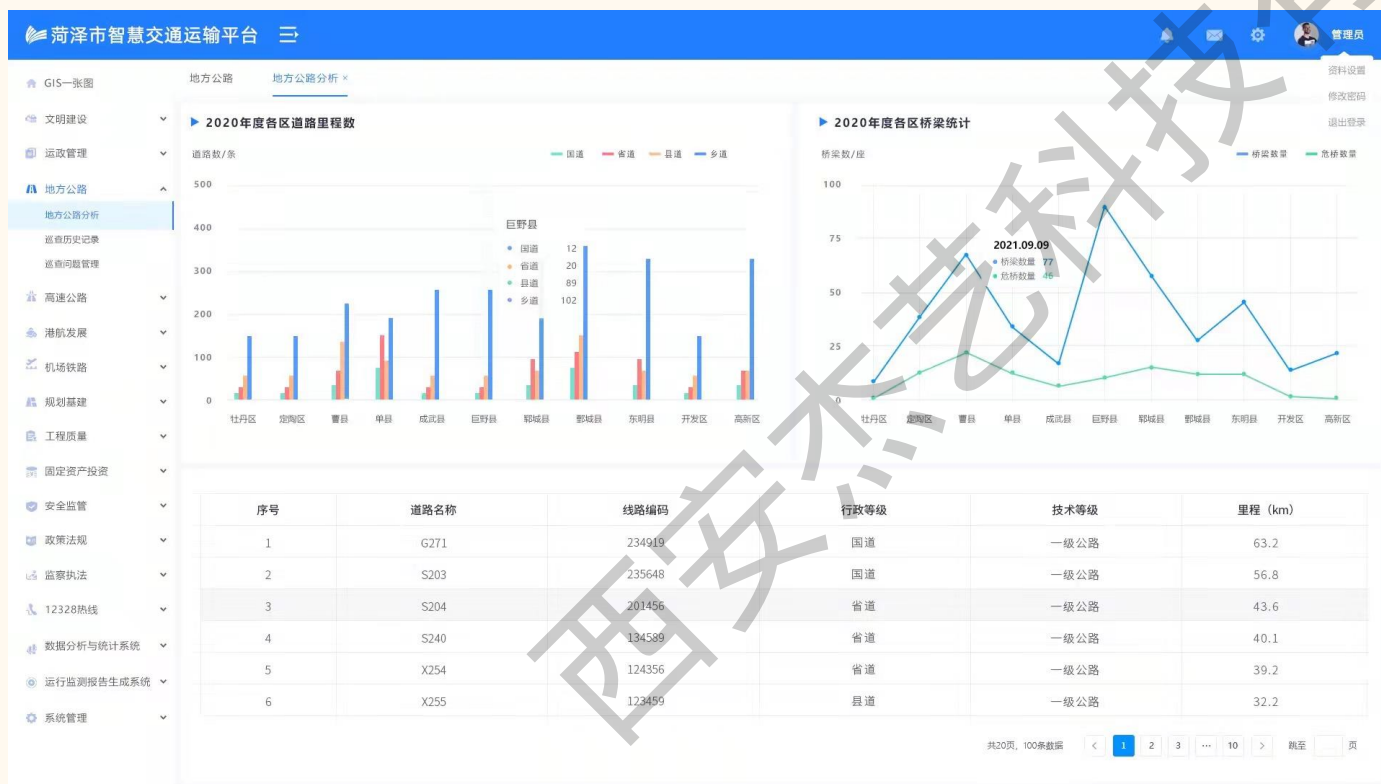 菏泽市智慧交通运输平台
管理员
资料设置
修改密码
退出登录
GIS一张图
文明建设
运政管理
地方公路
地方公路分析
巡查历史记录
巡查问题管理
高速公路
港航发展
机场铁路
规划基建
工程质量
固定资产投资
安全监管
政策法规
监察执法
12328热线
数据分析与统计系统
运行监测报告生成系统
系统管理
地方公路 地方公路分析 ×
2020年度各区道路里程数
道路数/条 国道 省道 县道 乡道
500
400
300
200
100
0
巨野县
国道 12
省道 20
县道 89
乡道 102
牡丹区 定陶区 曹县 单县 成武县 巨野县 郓城县 鄄城县 东明县 开发区 高新区
2020年度各区桥梁统计
桥梁数/座 桥梁数量 危桥数量
100
75
50
25
0
2021.09.09
桥梁数量 77
危桥数量 46
牡丹区 定陶区 曹县 单县 成武县 巨野县 郓城县 鄄城县 东明县 开发区 高新区
序号 道路名称 线路编码 行政等级 技术等级 里程（km）
1 G271 234919 国道 一级公路 63.2
2 S203 235648 国道 一级公路 56.8
3 S204 201456 省道 一级公路 43.6
4 S240 134589 省道 一级公路 40.1
5 X254 124356 省道 一级公路 39.2
6 X255 123459 县道 一级公路 32.2
共20页, 100条数据 < 1 2 3 ··· 10 > 跳至 页
西安杰艺科技